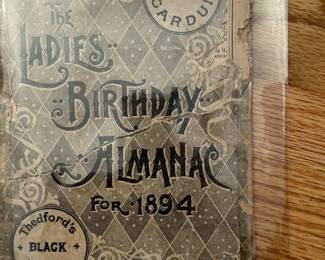 The
CARDUI
LADIES
BIRTHDAY
ALMANAC
FOR 1894
Thedford's
BLACK